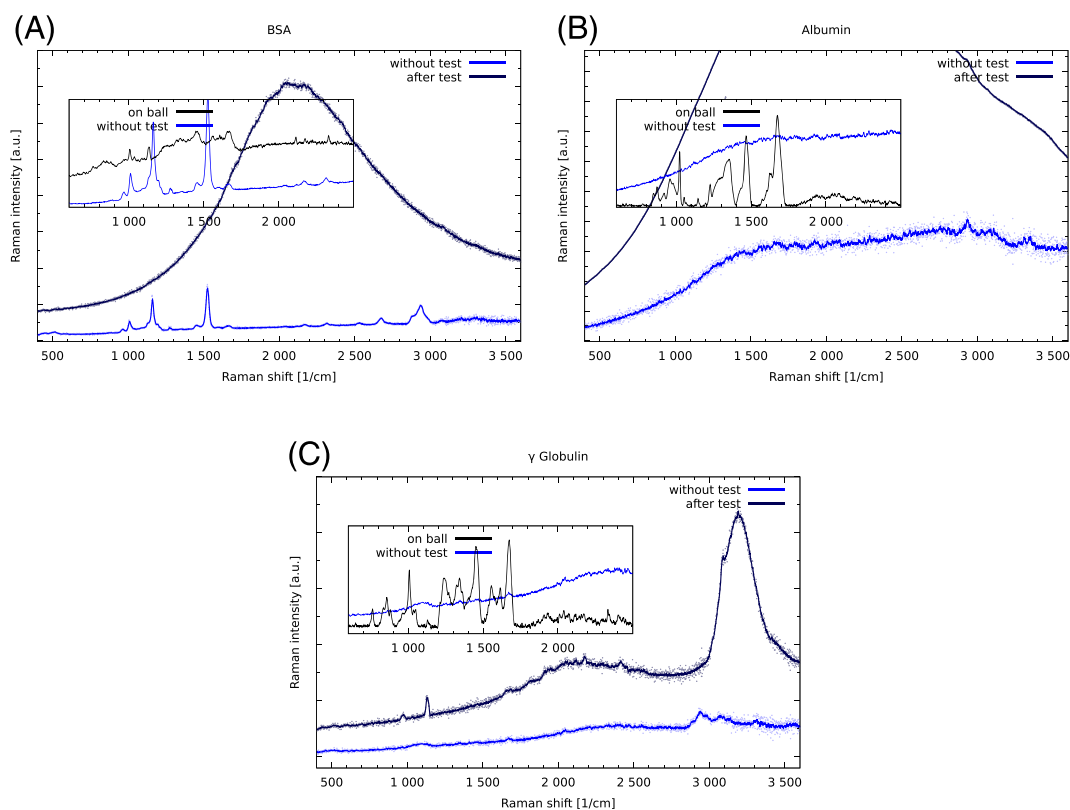 (A)
BSA
without test
after test
on ball
without test
1 000
1 500
2 000
Raman intensity [a.u.]
500
1 000
1 500
2 000
2 500
3 000
3 500
Raman shift [1/cm]
(B)
Albumin
without test
after test
on ball
without test
1 000
1 500
2 000
Raman intensity [a.u.]
500
1 000
1 500
2 000
2 500
3 000
3 500
Raman shift [1/cm]
(C)
γ Globulin
without test
after test
on ball
without test
1 000
1 500
2 000
Raman intensity [a.u.]
500
1 000
1 500
2 000
2 500
3 000
3 500
Raman shift [1/cm]